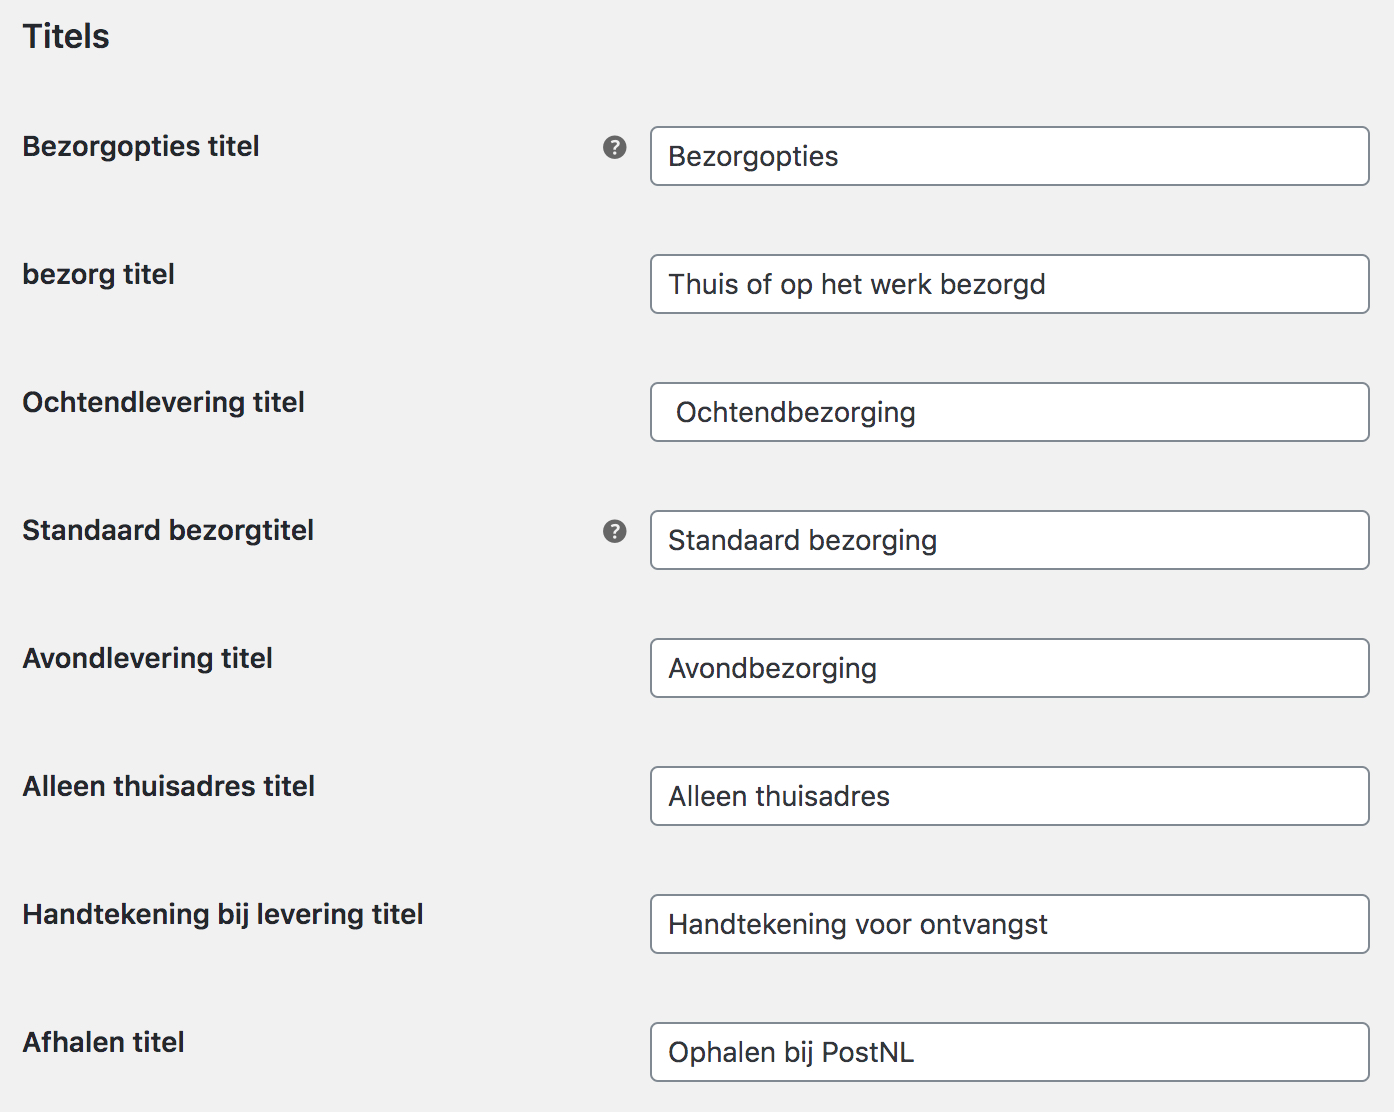 Titels
Bezorgopties titel
Bezorgopties
bezorg titel
Thuis of op het werk bezorgd
Ochtendlevering titel
Ochtendbezorging
Standaard bezorgtitel
Standaard bezorging
Avondlevering titel
Avondbezorging
Alleen thuisadres titel
Alleen thuisadres
Handtekening bij levering titel
Handtekening voor ontvangst
Afhalen titel
Ophalen bij PostNL